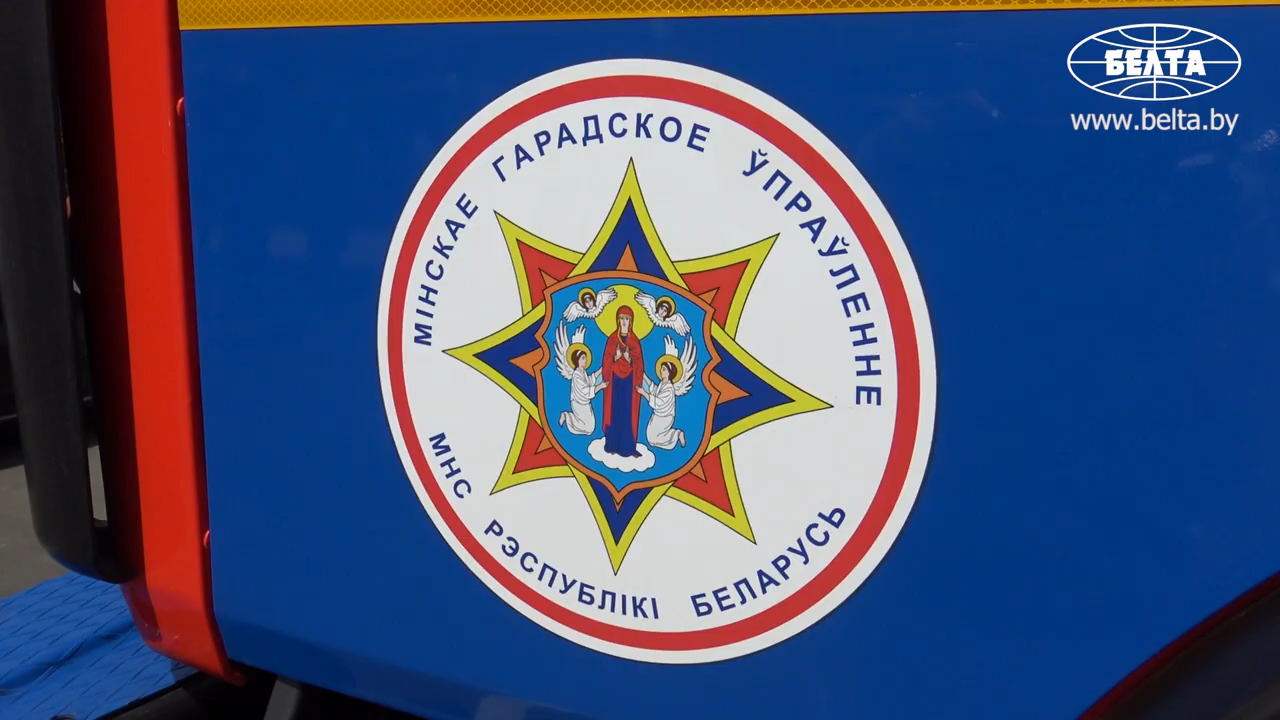 БЕЛТА
www.belta.by
МІНСКАЕ ГАРАДСКОЕ ЎПРАЎЛЕННЕ
МНС РЭСПУБЛІКІ БЕЛАРУСЬ